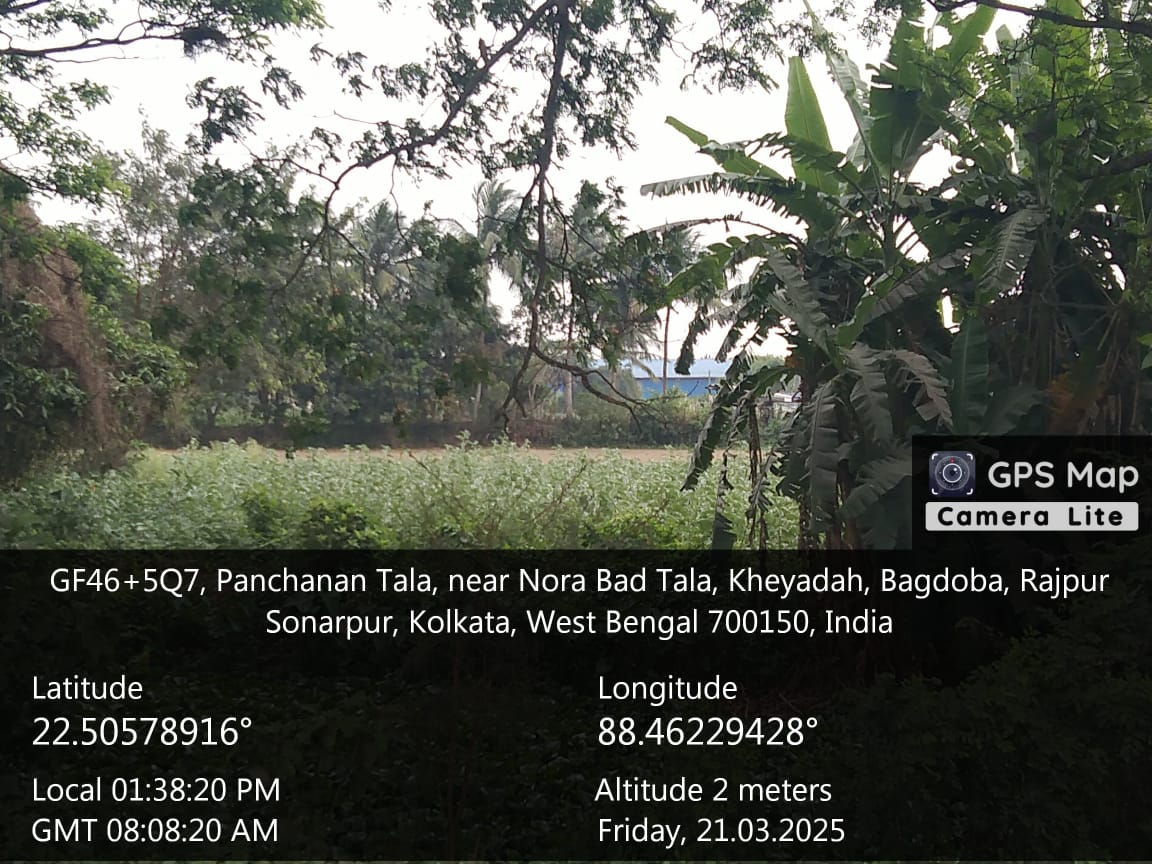 GPS Map
Camera Lite
GF46+5Q7, Panchanan Tala, near Nora Bad Tala, Kheyadah, Bagdoba, Rajpur
Sonarpur, Kolkata, West Bengal 700150, India
Latitude
22.50578916°
Longitude
88.46229428°
Local 01:38:20 PM
GMT 08:08:20 AM
Altitude 2 meters
Friday, 21.03.2025